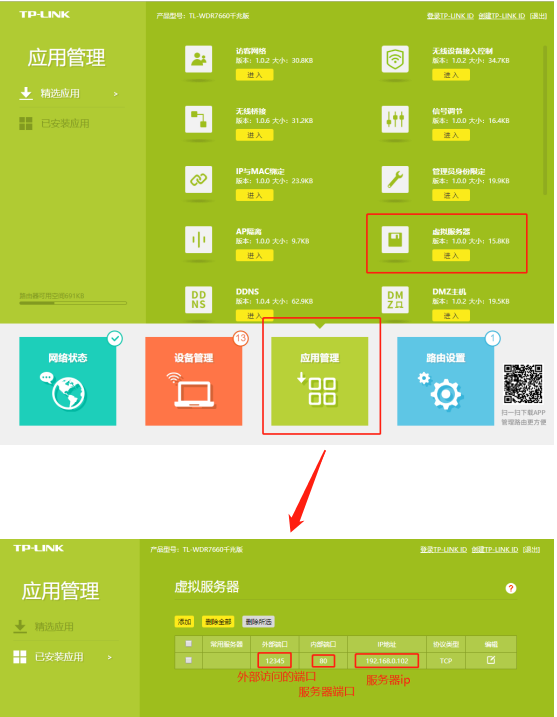 TP-LINK
产品型号：TL-WDR7660千兆版
登录TP-LINK ID 创建TP-LINK ID [退出]
应用管理
精选应用 >
已安装应用
路由器可用空间691KB
访客网络
版本：1.0.2 大小：30.8KB
进入
无线设备接入控制
版本：1.0.2 大小：34.7KB
进入
无线桥接
版本：1.0.6 大小：31.2KB
进入
信号调节
版本：1.0.0 大小：16.4KB
进入
IP与MAC绑定
版本：1.0.0 大小：23.9KB
进入
管理员身份限定
版本：1.0.0 大小：19.9KB
进入
AP隔离
版本：1.0.0 大小：9.7KB
进入
虚拟服务器
版本：1.0.0 大小：15.8KB
进入
DD
NS
DDNS
版本：1.0.4 大小：62.9KB
进入
DM
Z
DMZ主机
版本：1.0.2 大小：19.5KB
进入
网络状态
13
设备管理
应用管理
1
路由设置
扫一扫下载APP
管理路由更方便
TP-LINK
产品型号：TL-WDR7660千兆版
登录TP-LINK ID 创建TP-LINK ID [退出]
应用管理
精选应用
已安装应用 >
虚拟服务器
?
添加 删除全部 删除所选
常用服务器 外部端口 内部端口 IP地址 协议类型 编辑
12345 80 192.168.0.102 TCP
外部访问的端口
服务器端口
服务器ip